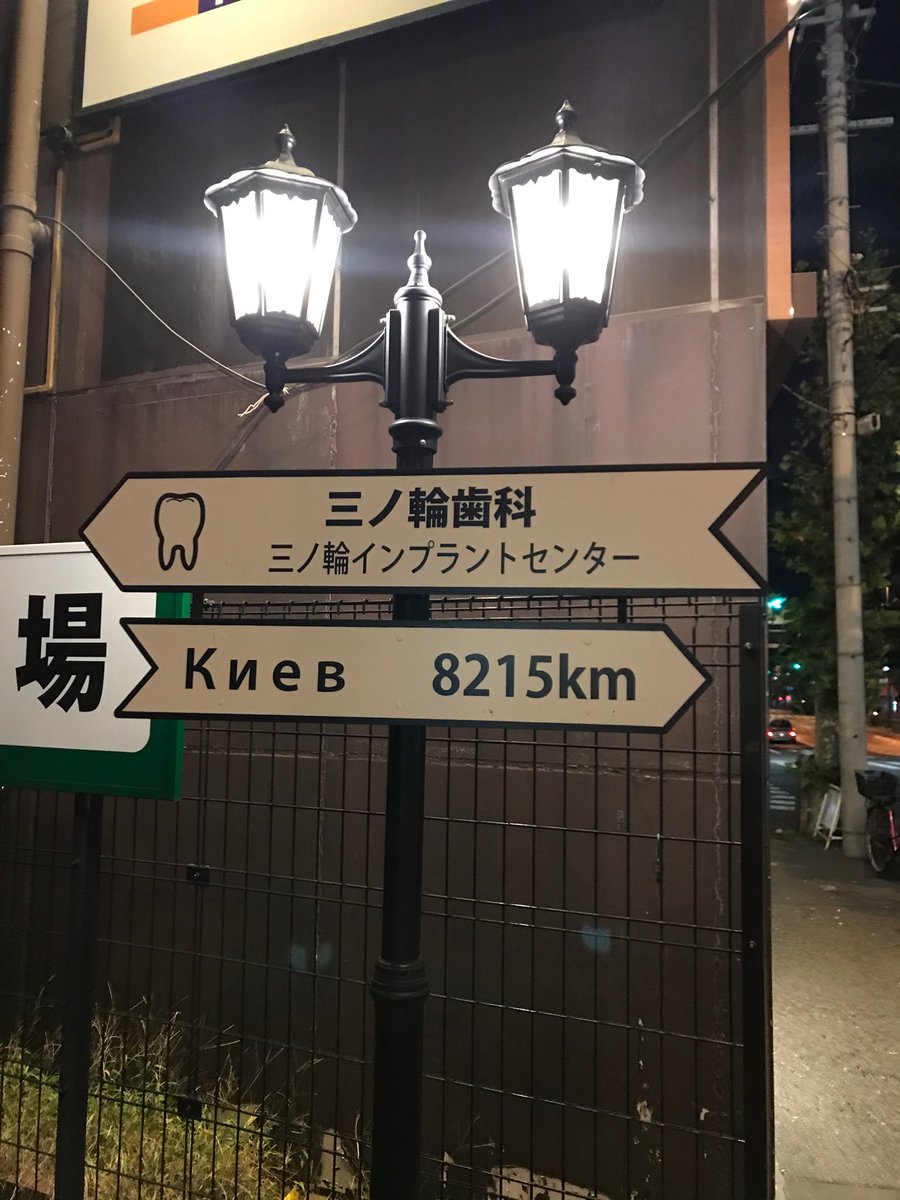 三ノ輪歯科
三ノ輪インプラントセンター
場
Киев 8215km